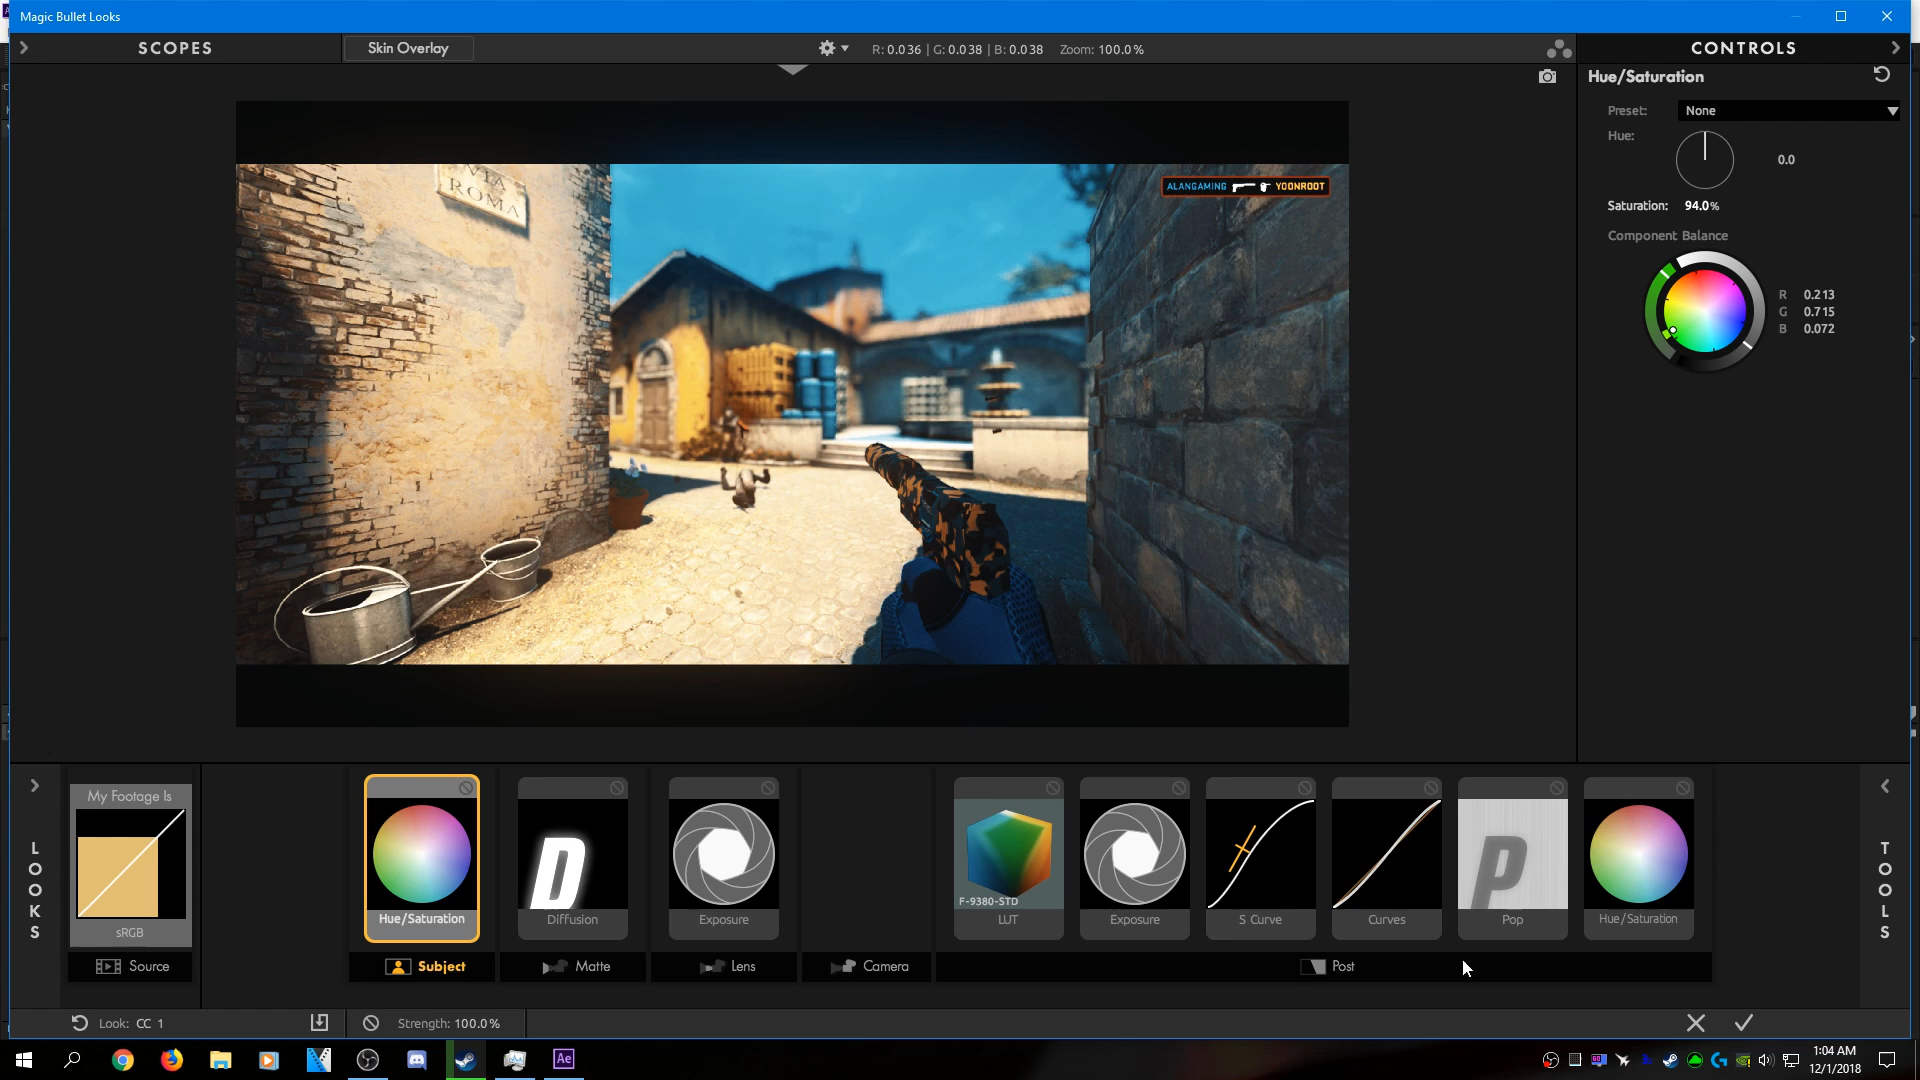 Magic Bullet Looks
SCOPES
Skin Overlay
R: 0.036 | G: 0.038 | B: 0.038 Zoom: 100.0%
CONTROLS
Hue/Saturation
Preset: None
Hue: 0.0
Saturation: 94.0%
Component Balance
R 0.213
G 0.715
B 0.072
VIA
ROMA
ALANGAMING YOONROOT
LOOKS
My Footage Is
sRGB
Source
Hue/Saturation
Subject
D
Diffusion
Matte
Exposure
Lens
Camera
F-9380-STD
LUT
Exposure
S Curve
Curves
P
Pop
Hue/Saturation
Post
TOOLS
Look: CC 1
Strength: 100.0%
Ae
1:04 AM
12/1/2018